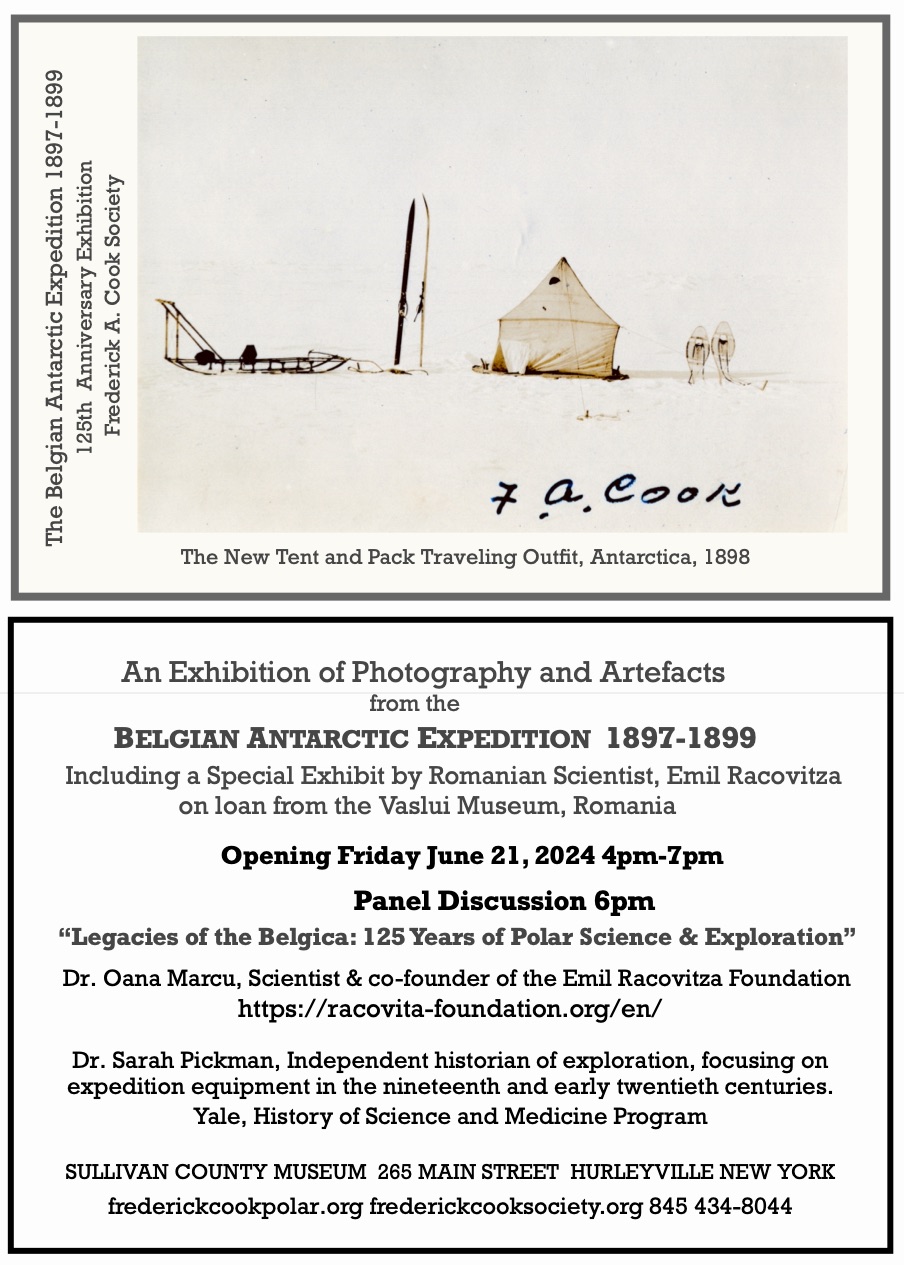 The Belgian Antarctic Expedition 1897-1899
125th Anniversary Exhibition
Frederick A. Cook Society
F. A. Cook
The New Tent and Pack Traveling Outfit, Antarctica, 1898
An Exhibition of Photography and Artefacts
from the
BELGIAN ANTARCTIC EXPEDITION 1897-1899
Including a Special Exhibit by Romanian Scientist, Emil Racovitza
on loan from the Vaslui Museum, Romania
Opening Friday June 21, 2024 4pm-7pm
Panel Discussion 6pm
“Legacies of the Belgica: 125 Years of Polar Science & Exploration”
Dr. Oana Marcu, Scientist & co-founder of the Emil Racovitza Foundation
https://racovita-foundation.org/en/
Dr. Sarah Pickman, Independent historian of exploration, focusing on
expedition equipment in the nineteenth and early twentieth centuries.
Yale, History of Science and Medicine Program
SULLIVAN COUNTY MUSEUM 265 MAIN STREET HURLEYVILLE NEW YORK
frederickcookpolar.org frederickcooksociety.org 845 434-8044